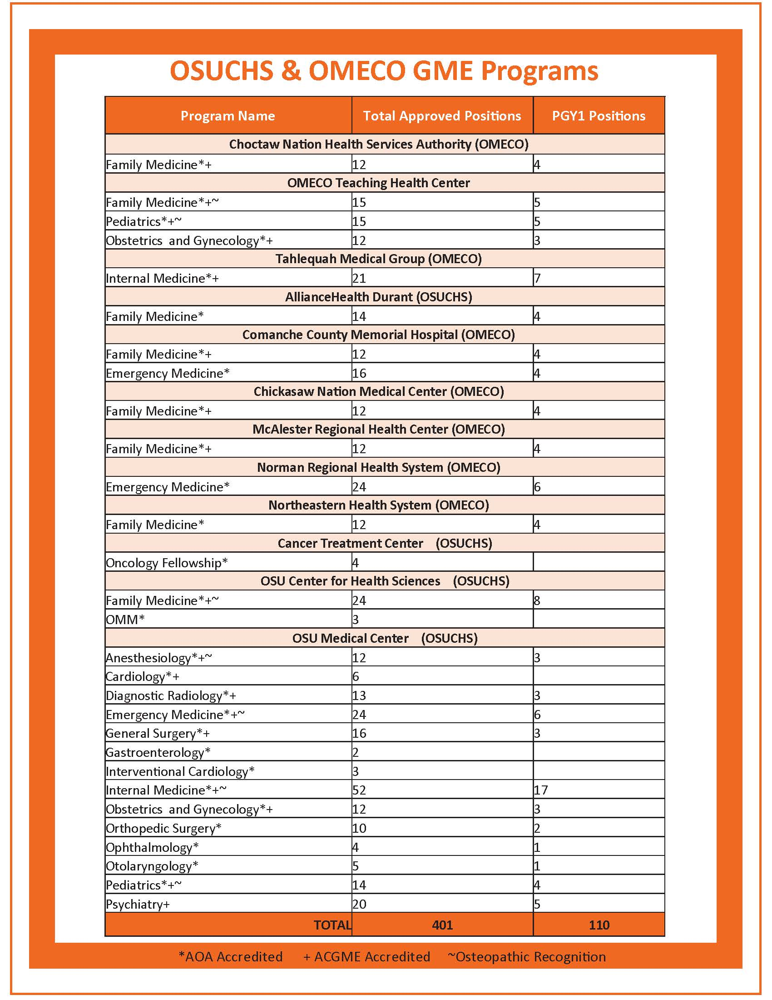 OSUCHS & OMECO GME Programs
Program Name Total Approved Positions PGY1 Positions
Choctaw Nation Health Services Authority (OMECO)
Family Medicine*+ 12 4
OMECO Teaching Health Center
Family Medicine*+~ 15 5
Pediatrics*+~ 15 5
Obstetrics and Gynecology*+ 12 3
Tahlequah Medical Group (OMECO)
Internal Medicine*+ 21 7
AllianceHealth Durant (OSUCHS)
Family Medicine* 14 4
Comanche County Memorial Hospital (OMECO)
Family Medicine*+ 12 4
Emergency Medicine* 16 4
Chickasaw Nation Medical Center (OMECO)
Family Medicine*+ 12 4
McAlester Regional Health Center (OMECO)
Family Medicine*+ 12 4
Norman Regional Health System (OMECO)
Emergency Medicine* 24 6
Northeastern Health System (OMECO)
Family Medicine* 12 4
Cancer Treatment Center (OSUCHS)
Oncology Fellowship* 4
OSU Center for Health Sciences (OSUCHS)
Family Medicine*+~ 24 8
OMM* 3
OSU Medical Center (OSUCHS)
Anesthesiology*+~ 12 3
Cardiology*+ 6
Diagnostic Radiology*+ 13 3
Emergency Medicine*+~ 24 6
General Surgery*+ 16 3
Gastroenterology* 2
Interventional Cardiology* 3
Internal Medicine*+~ 52 17
Obstetrics and Gynecology*+ 12 3
Orthopedic Surgery* 10 2
Ophthalmology* 4 1
Otolaryngology* 5 1
Pediatrics*+~ 14 4
Psychiatry+ 20 5
TOTAL 401 110
*AOA Accredited + ACGME Accredited ~Osteopathic Recognition